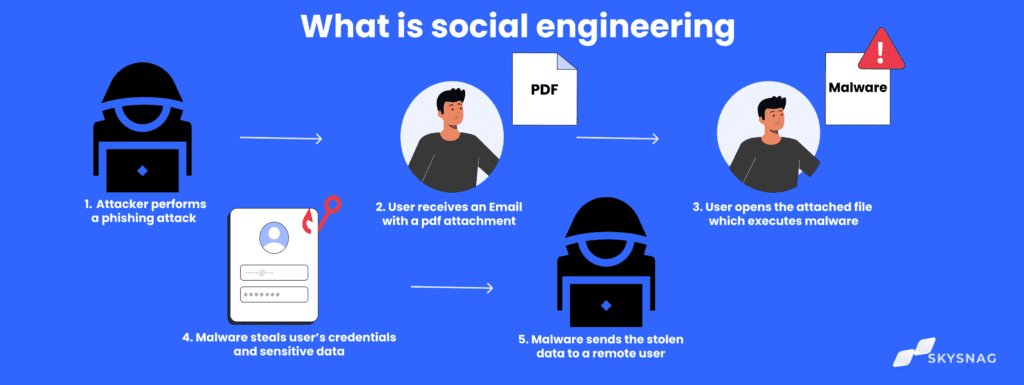 What is social engineering
PDF
Malware
1. Attacker performs
a phishing attack
2. User receives an Email
with a pdf attachment
3. User opens the attached file
which executes malware
4. Malware steals user's credentials
and sensitive data
5. Malware sends the stolen
data to a remote user
SKYSNAG